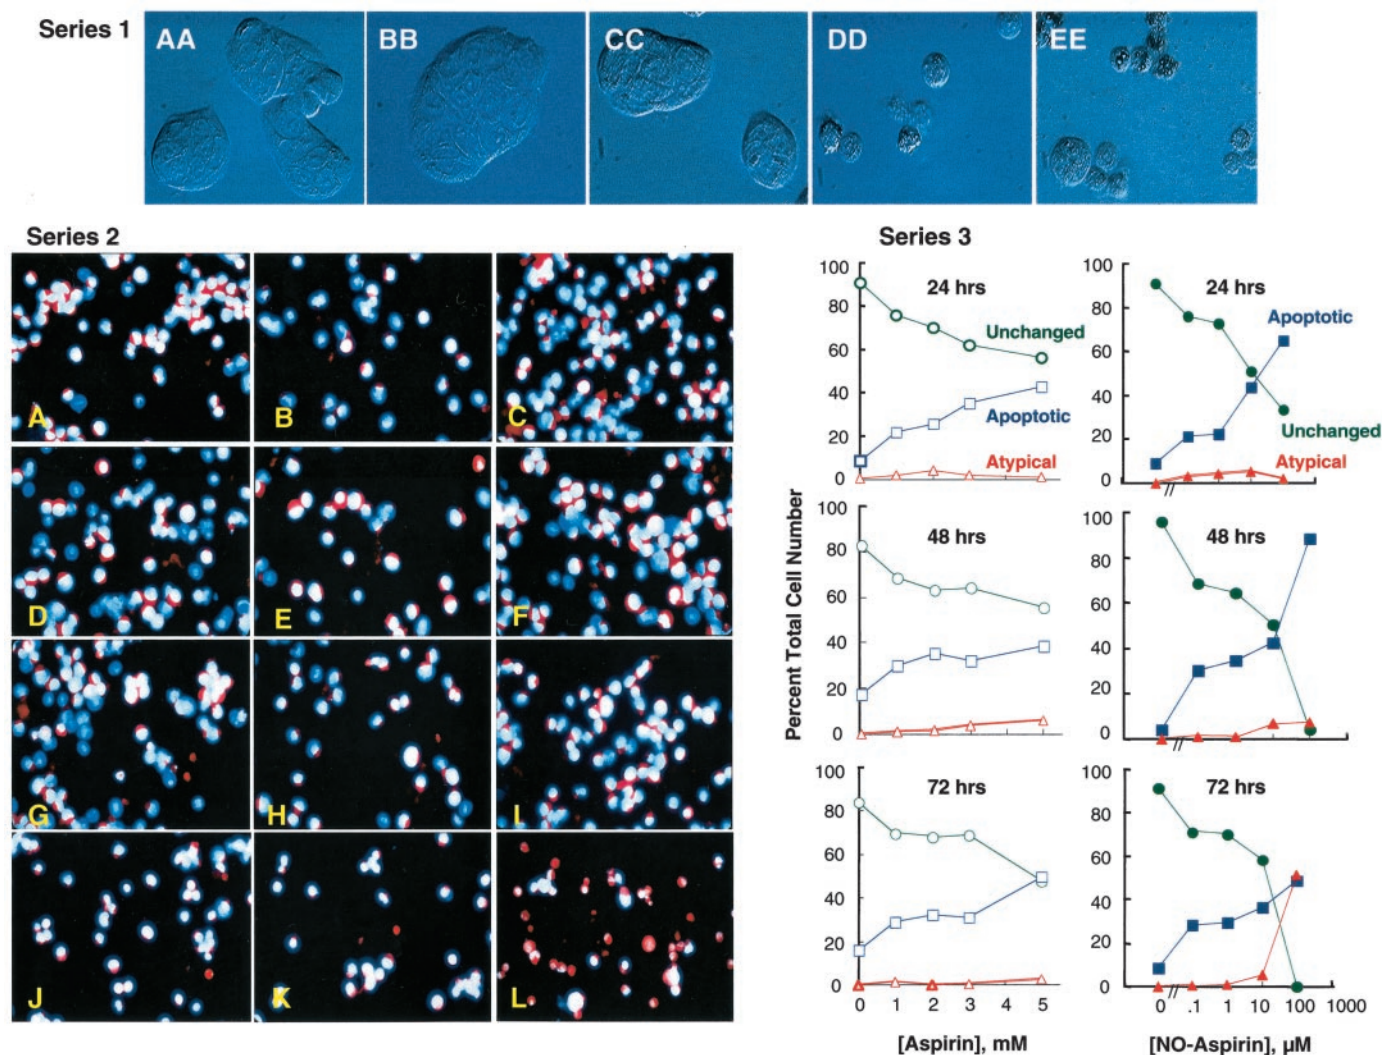 Series 1
AA BB CC DD EE
Series 2
A B C
D E F
G H I
J K L
Series 3
Percent Total Cell Number
100
80
60
40
20
0
24 hrs
Unchanged
Apoptotic
Atypical
100
80
60
40
20
0
24 hrs
Apoptotic
Unchanged
Atypical
100
80
60
40
20
0
48 hrs
100
80
60
40
20
0
48 hrs
100
80
60
40
20
0
72 hrs
0 1 2 3 4 5
[Aspirin], mM
100
80
60
40
20
0
72 hrs
0 .1 1 10 100 1000
[NO-Aspirin], µM